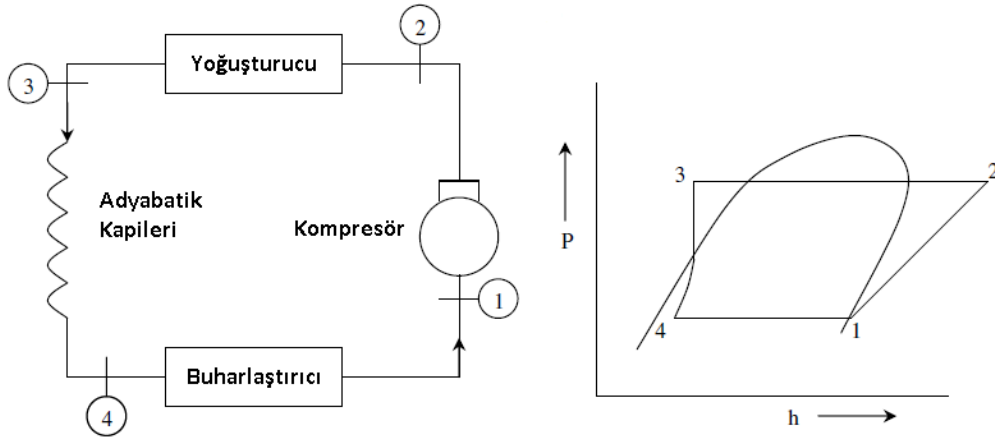 2
Yoğuşturucu
3
Adyabatik
Kapileri
Kompresör
1
Buharlaştırıcı
4
3
2
P
4
1
h